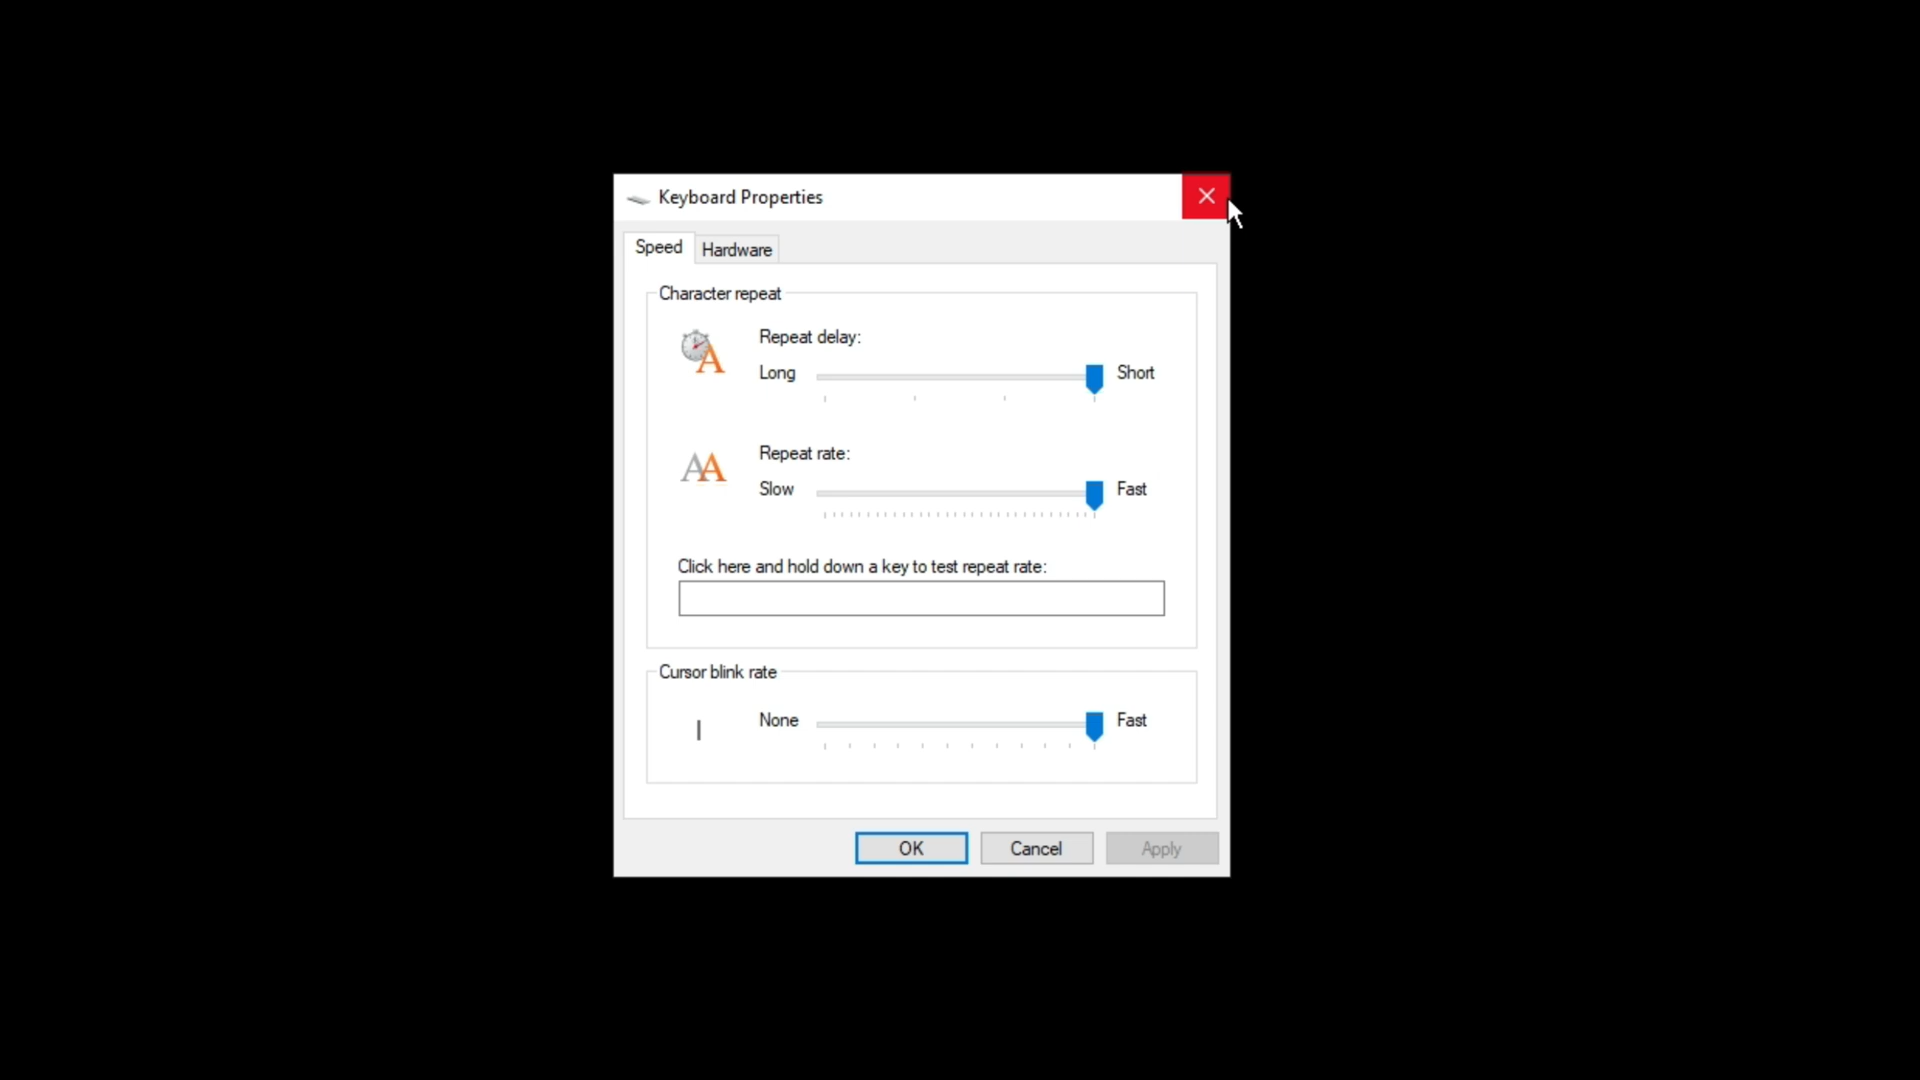 Keyboard Properties
Speed
Hardware
Character repeat
Repeat delay:
Long
Short
Repeat rate:
Slow
Fast
Click here and hold down a key to test repeat rate:
Cursor blink rate
None
Fast
OK
Cancel
Apply